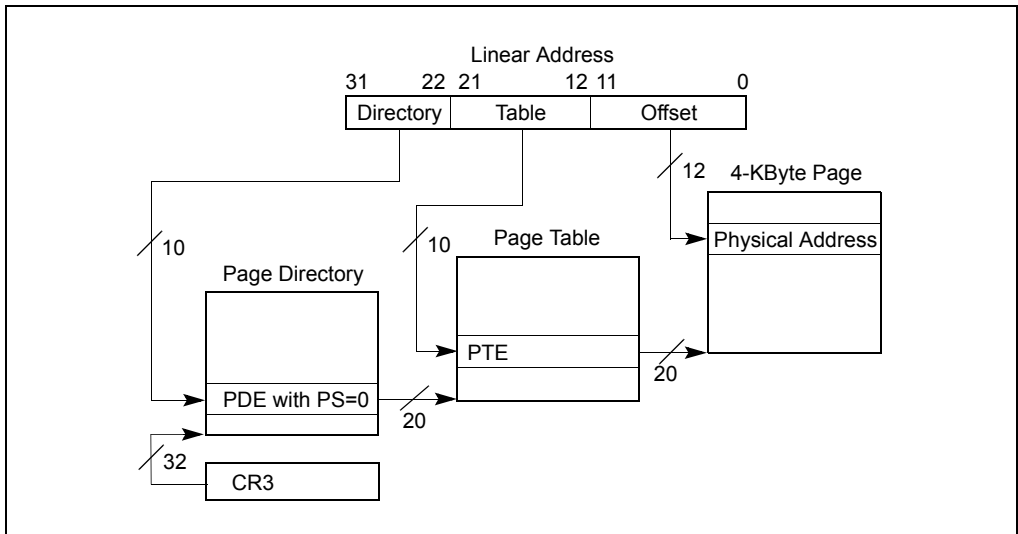 Linear Address
31 22 21 12 11 0
Directory Table Offset
12
4-KByte Page
Physical Address
10
10
Page Table
Page Directory
PTE
20
PDE with PS=0
20
32
CR3